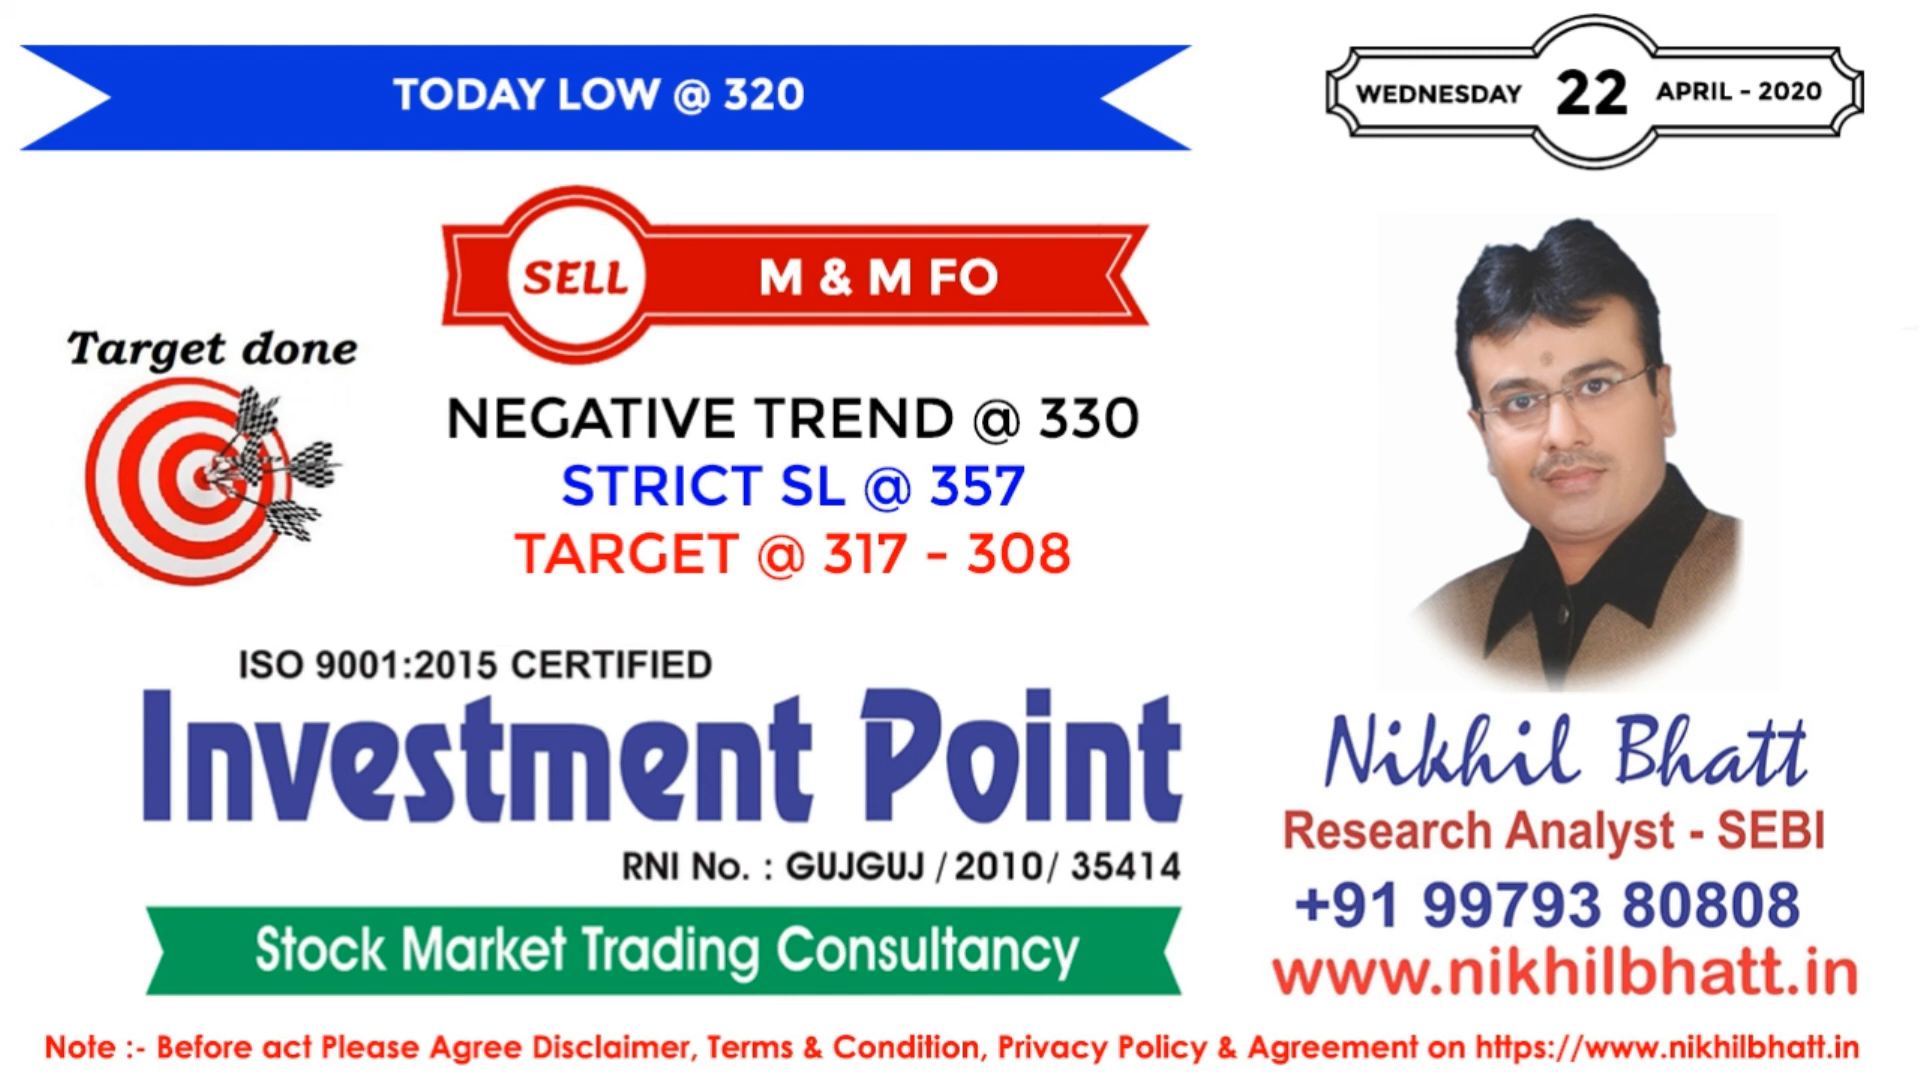 TODAY LOW @ 320
WEDNESDAY 22 APRIL - 2020
SELL M & M FO
Target done
NEGATIVE TREND @ 330
STRICT SL @ 357
TARGET @ 317 - 308
ISO 9001:2015 CERTIFIED
Investment Point
RNI No. : GUJGUJ / 2010/ 35414
Stock Market Trading Consultancy
Nikhil Bhatt
Research Analyst - SEBI
+91 99793 80808
www.nikhilbhatt.in
Note :- Before act Please Agree Disclaimer, Terms & Condition, Privacy Policy & Agreement on https://www.nikhilbhatt.in